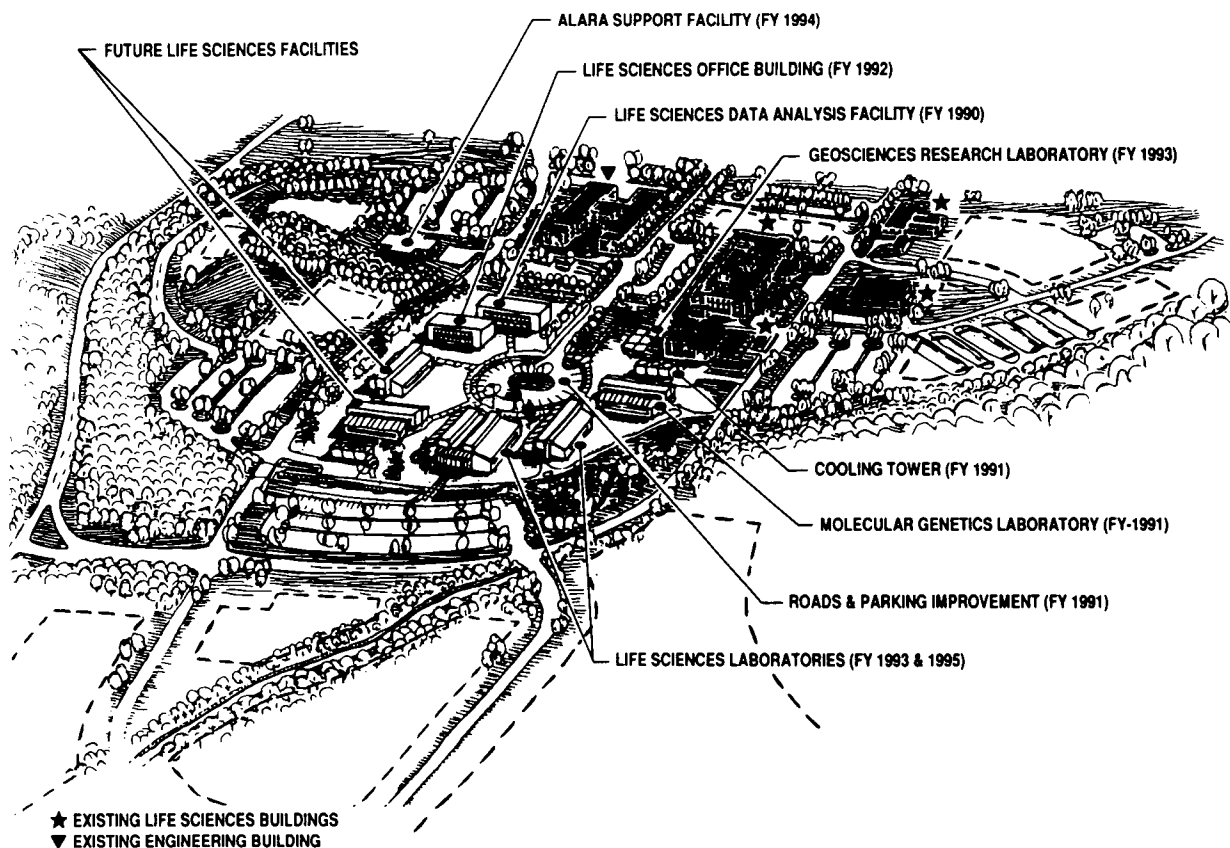 ALARA SUPPORT FACILITY (FY 1994)
FUTURE LIFE SCIENCES FACILITIES
LIFE SCIENCES OFFICE BUILDING (FY 1992)
LIFE SCIENCES DATA ANALYSIS FACILITY (FY 1990)
GEOSCIENCES RESEARCH LABORATORY (FY 1993)
COOLING TOWER (FY 1991)
MOLECULAR GENETICS LABORATORY (FY-1991)
ROADS & PARKING IMPROVEMENT (FY 1991)
LIFE SCIENCES LABORATORIES (FY 1993 & 1995)
★ EXISTING LIFE SCIENCES BUILDINGS
▼ EXISTING ENGINEERING BUILDING